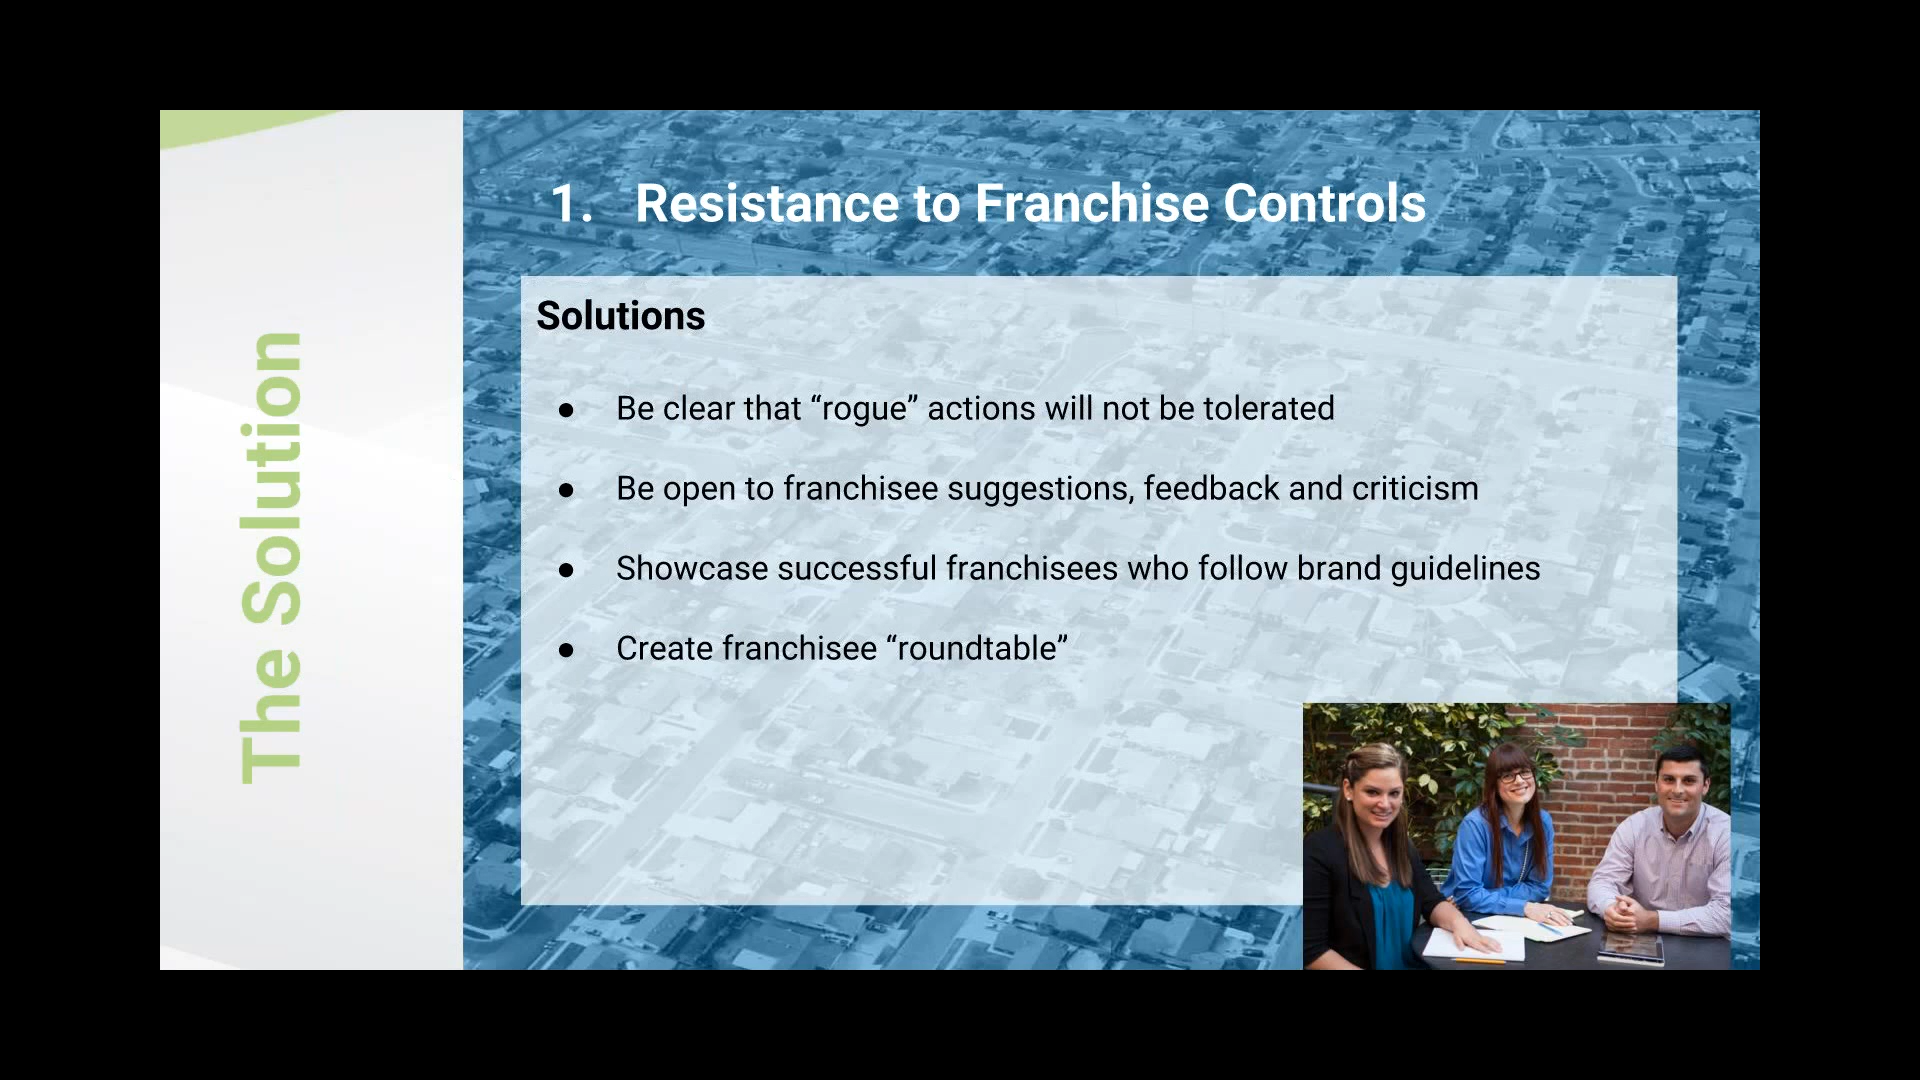 The Solution
1. Resistance to Franchise Controls
Solutions
● Be clear that “rogue” actions will not be tolerated
● Be open to franchisee suggestions, feedback and criticism
● Showcase successful franchisees who follow brand guidelines
● Create franchisee “roundtable”